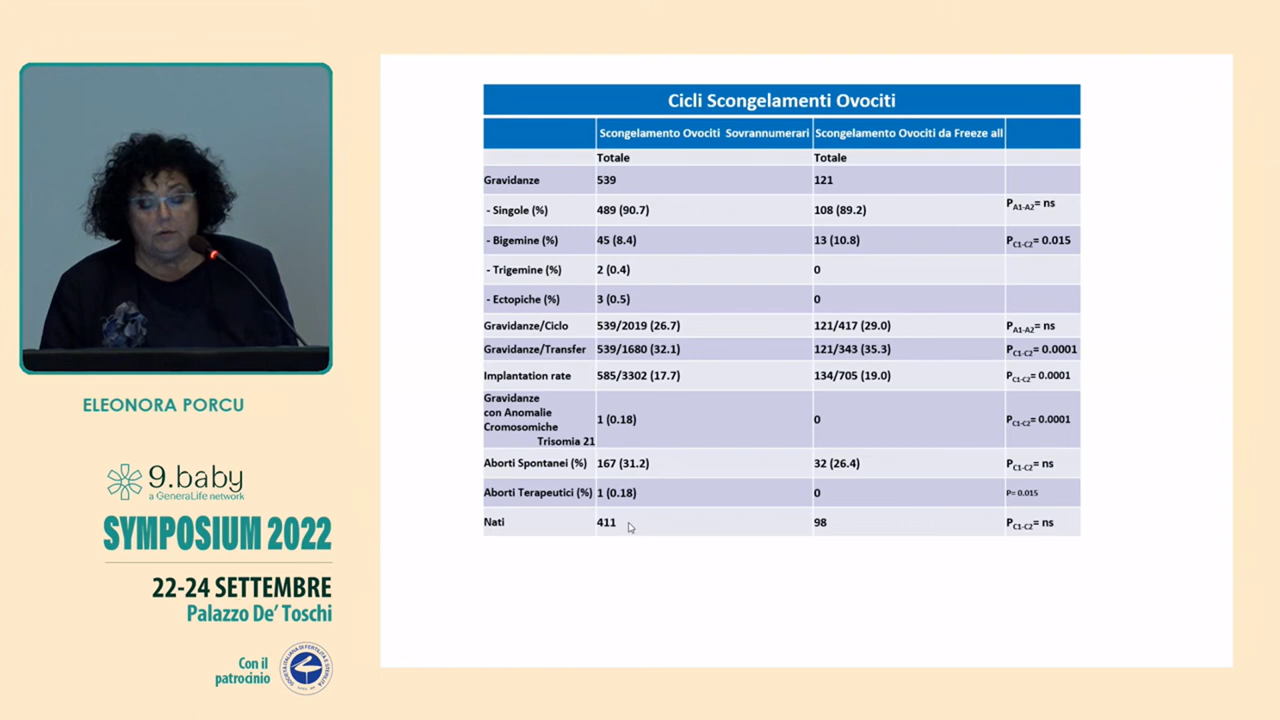 Cicli Scongelamenti Ovociti
Scongelamento Ovociti Sovrannumerari Scongelamento Ovociti da Freeze all
Totale Totale
Gravidanze 539 121
- Singole (%) 489 (90.7) 108 (89.2) PA1-A2= ns
- Bigemine (%) 45 (8.4) 13 (10.8) PC1-C2= 0.015
- Trigemine (%) 2 (0.4) 0
- Ectopiche (%) 3 (0.5) 0
Gravidanze/Ciclo 539/2019 (26.7) 121/417 (29.0) PA1-A2= ns
Gravidanze/Transfer 539/1680 (32.1) 121/343 (35.3) PC1-C2= 0.0001
Implantation rate 585/3302 (17.7) 134/705 (19.0) PC1-C2= 0.0001
Gravidanze
con Anomalie
Cromosomiche
Trisomia 21 1 (0.18) 0 PC1-C2= 0.0001
Aborti Spontanei (%) 167 (31.2) 32 (26.4) PC1-C2= ns
Aborti Terapeutici (%) 1 (0.18) 0 P= 0.015
Nati 411 98 PC1-C2= ns
ELEONORA PORCU
9.baby
a GeneraLife network
SYMPOSIUM 2022
22-24 SETTEMBRE
Palazzo De' Toschi
Con il
patrocinio